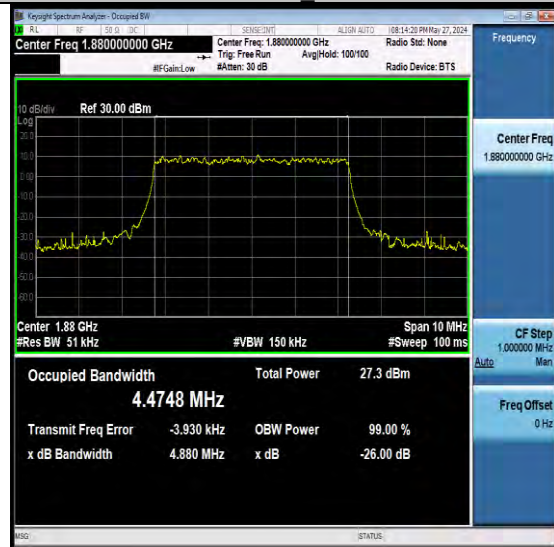 Keysight Spectrum Analyzer - Occupied BW
RL RF 50 Ω DC SENSE:INT ALIGN AUTO 08:14:20 PM May 27, 2024
Center Freq 1.880000000 GHz Center Freq: 1.880000000 GHz Radio Std: None
Trig: Free Run Avg|Hold: 100/100
#IFGain:Low #Atten: 30 dB Radio Device: BTS
Frequency
10 dB/div Ref 30.00 dBm
Log
20.0
10.0
0.00
-10.0
-20.0
-30.0
-40.0
-50.0
-60.0
Center 1.88 GHz Span 10 MHz
#Res BW 51 kHz #VBW 150 kHz #Sweep 100 ms
Occupied Bandwidth Total Power 27.3 dBm
4.4748 MHz
Transmit Freq Error -3.930 kHz OBW Power 99.00 %
x dB Bandwidth 4.880 MHz x dB -26.00 dB
Center Freq
1.880000000 GHz
CF Step
1.000000 MHz
Auto Man
Freq Offset
0 Hz
MSG STATUS